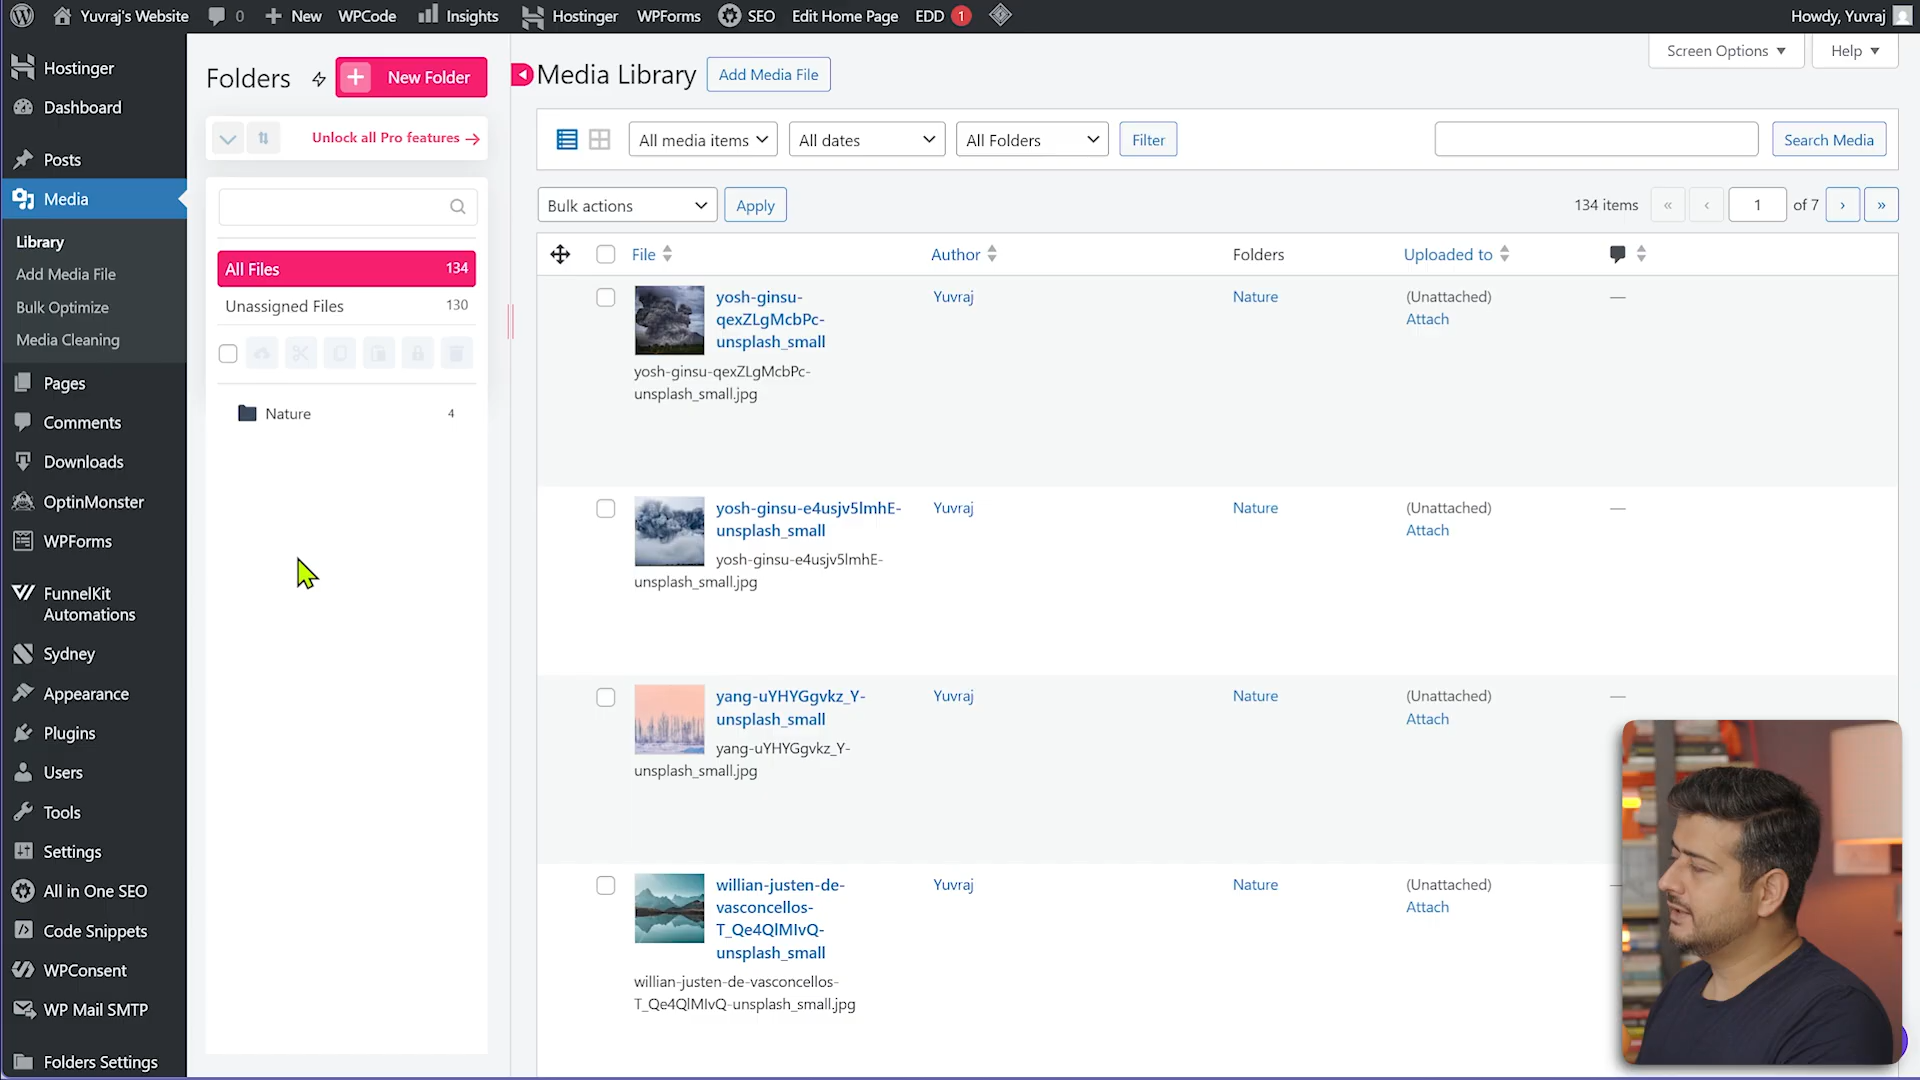 Yuvraj's Website 0 New WPCode Insights Hostinger WPForms SEO Edit Home Page EDD 1 Howdy, Yuvraj
Hostinger
Dashboard
Posts
Media
Library
Add Media File
Bulk Optimize
Media Cleaning
Pages
Comments
Downloads
OptinMonster
WPForms
FunnelKit
Automations
Sydney
Appearance
Plugins
Users
Tools
Settings
All in One SEO
Code Snippets
WPConsent
WP Mail SMTP
Folders Settings
Folders New Folder
Unlock all Pro features →
All Files 134
Unassigned Files 130
Nature 4
Screen Options Help
Media Library Add Media File
All media items All dates All Folders Filter Search Media
Bulk actions Apply 134 items « ‹ 1 of 7 › »
File Author Folders Uploaded to
yosh-ginsu-
qexZLgMcbPc-
unsplash_small
yosh-ginsu-qexZLgMcbPc-
unsplash_small.jpg
Yuvraj
Nature
(Unattached)
Attach
—
yosh-ginsu-e4usjv5lmhE-
unsplash_small
yosh-ginsu-e4usjv5lmhE-
unsplash_small.jpg
Yuvraj
Nature
(Unattached)
Attach
—
yang-uYHYGgvkz_Y-
unsplash_small
yang-uYHYGgvkz_Y-
unsplash_small.jpg
Yuvraj
Nature
(Unattached)
Attach
—
willian-justen-de-
vasconcellos-
T_Qe4QlMIvQ-
unsplash_small
willian-justen-de-vasconcellos-
T_Qe4QlMIvQ-unsplash_small.jpg
Yuvraj
Nature
(Unattached)
Attach
—